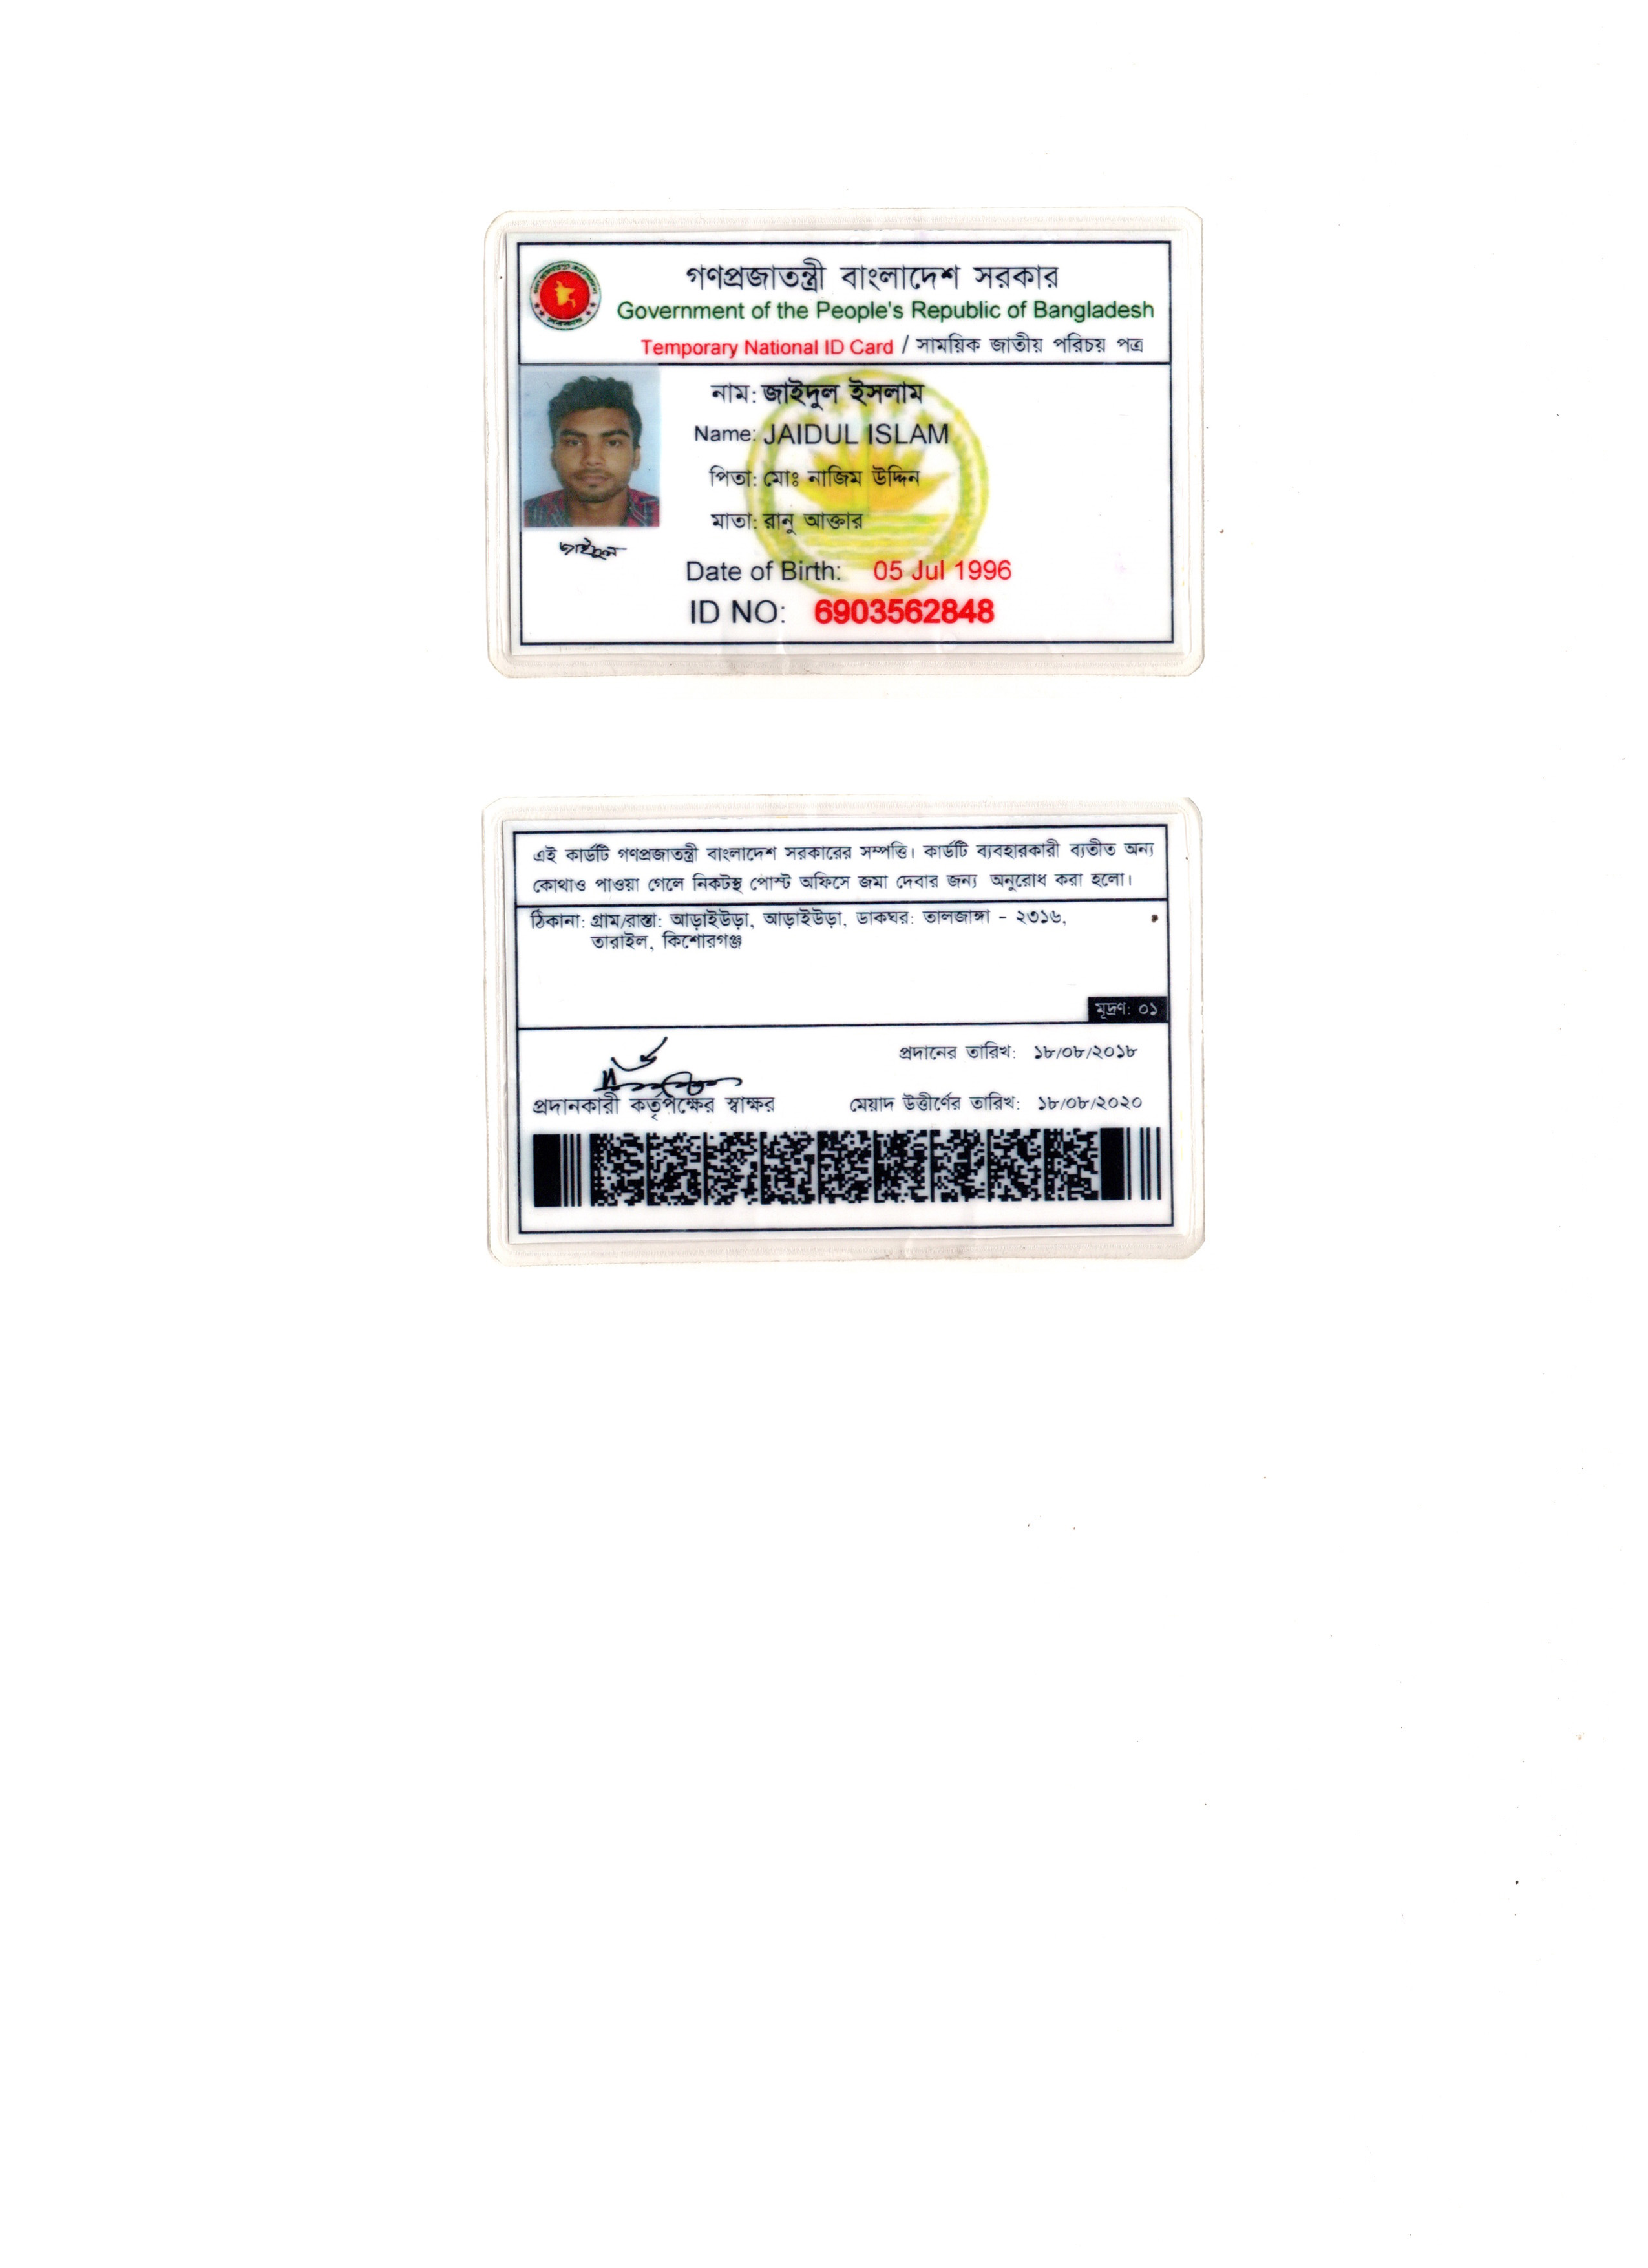 গণপ্রজাতন্ত্রী বাংলাদেশ সরকার
Government of the People's Republic of Bangladesh
Temporary National ID Card / সাময়িক জাতীয় পরিচয় পত্র
নাম: জাইদুল ইসলাম
Name: JAIDUL ISLAM
পিতা: মোঃ নাজিম উদ্দিন
মাতা: রানু আক্তার
জাইদুল
Date of Birth: 05 Jul 1996
ID NO: 6903562848
এই কার্ডটি গণপ্রজাতন্ত্রী বাংলাদেশ সরকারের সম্পত্তি। কার্ডটি ব্যবহারকারী ব্যতীত অন্য
কোথাও পাওয়া গেলে নিকটস্থ পোস্ট অফিসে জমা দেবার জন্য অনুরোধ করা হলো।
ঠিকানা: গ্রাম/রাস্তা: আড়াইউড়া, আড়াইউড়া, ডাকঘর: তালজাঙ্গা - ২৩১৬,
তারাইল, কিশোরগঞ্জ
মূদ্রণ: ০১
প্রদানের তারিখ: ১৮/০৮/২০১৮
প্রদানকারী কর্তৃপক্ষের স্বাক্ষর
মেয়াদ উত্তীর্ণের তারিখ: ১৮/০৮/২০২০